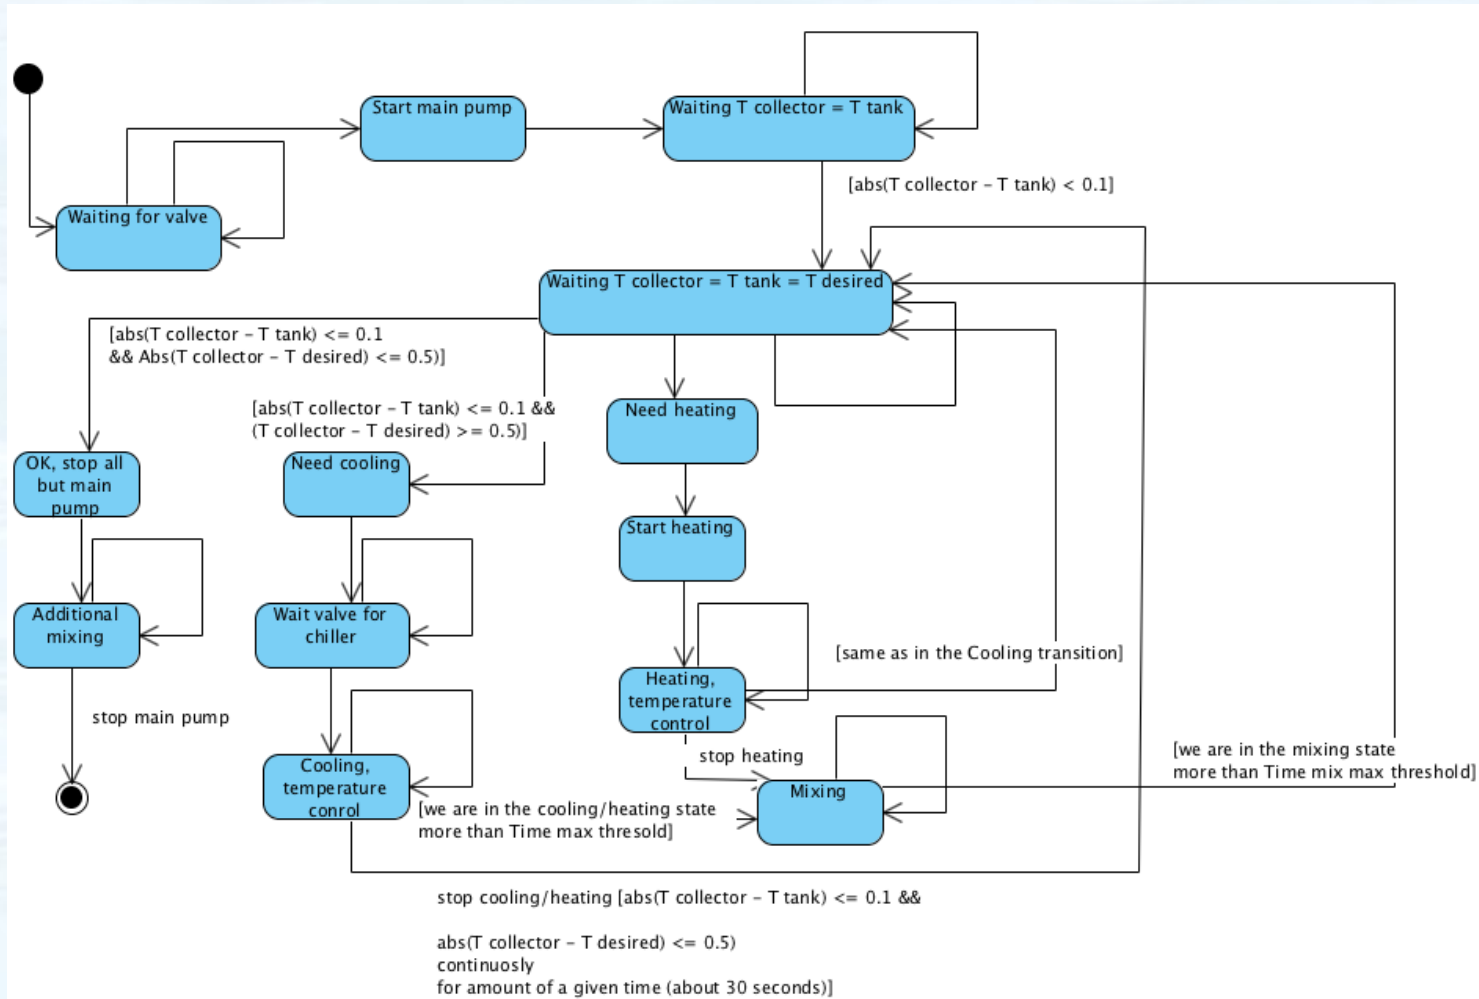 Start main pump
Waiting T collector = T tank
[abs(T collector – T tank) < 0.1]
Waiting for valve
Waiting T collector = T tank = T desired
[abs(T collector – T tank) <= 0.1
&& Abs(T collector – T desired) <= 0.5)]
[abs(T collector – T tank) <= 0.1 &&
(T collector – T desired) >= 0.5)]
Need heating
OK, stop all
but main
pump
Need cooling
Start heating
Additional
mixing
Wait valve for
chiller
[same as in the Cooling transition]
Heating,
temperature
control
stop main pump
stop heating
[we are in the mixing state
more than Time mix max threshold]
Cooling,
temperature
conrol
Mixing
[we are in the cooling/heating state
more than Time max thresold]
stop cooling/heating [abs(T collector – T tank) <= 0.1 &&
abs(T collector – T desired) <= 0.5)
continuosly
for amount of a given time (about 30 seconds)]